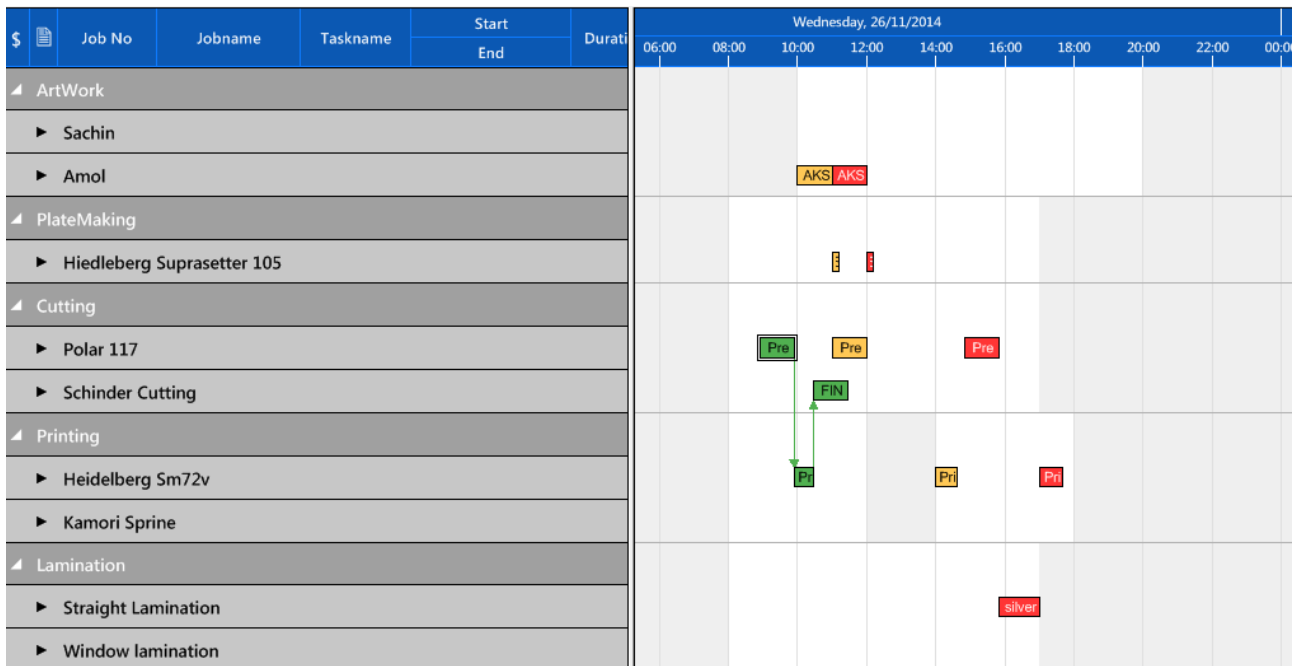 Wednesday, 26/11/2014
$ Job No Jobname Taskname Start Durati
End
06:00 08:00 10:00 12:00 14:00 16:00 18:00 20:00 22:00 00:0
ArtWork
Sachin
Amol AKS AKS
PlateMaking
Hiedleberg Suprasetter 105
Cutting
Polar 117 Pre Pre Pre
Schinder Cutting FIN
Printing
Heidelberg Sm72v Pr Pri Pri
Kamori Sprine
Lamination
Straight Lamination silver
Window lamination